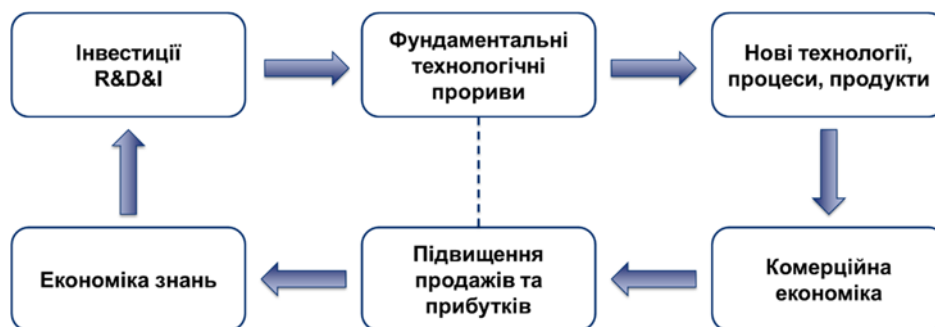 Інвестиції
R&D&I
Фундаментальні
технологічні
прориви
Нові технології,
процеси, продукти
Економіка знань
Підвищення
продажів та
прибутків
Комерційна
економіка